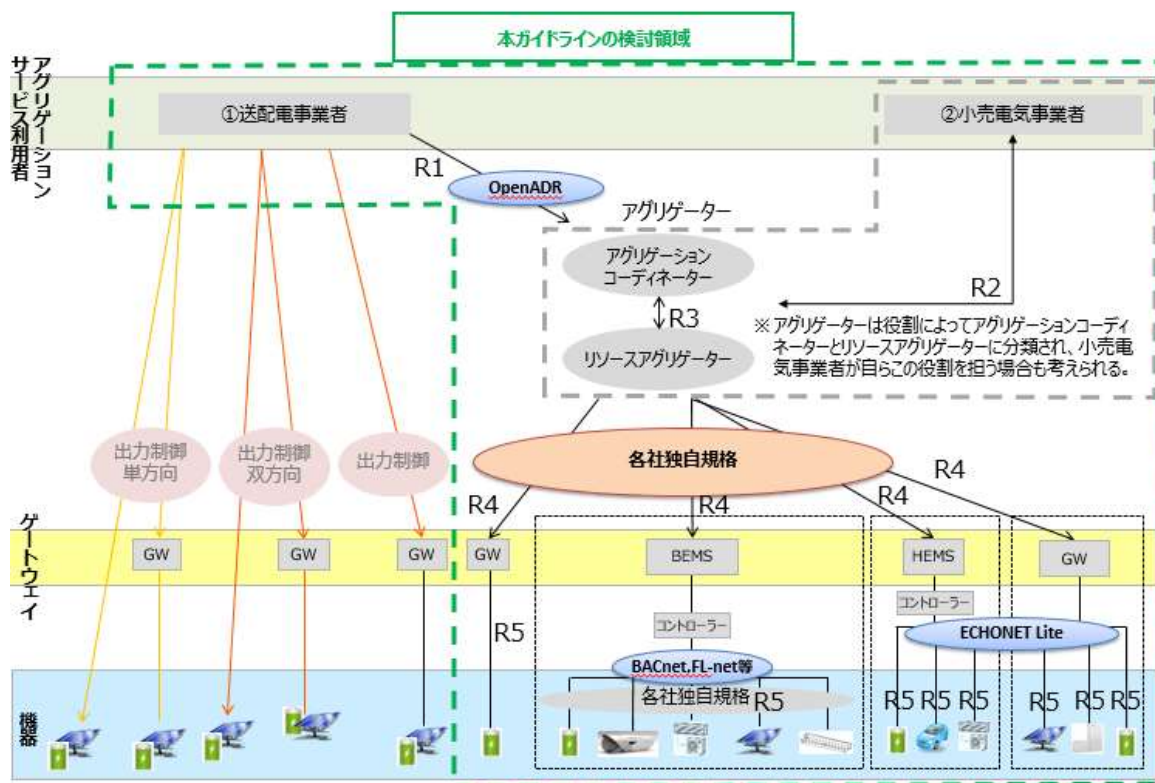 本ガイドラインの検討領域
アグリゲーション
サービス利用者
①送配電事業者
②小売電気事業者
R1
OpenADR
アグリゲーター
アグリゲーション
コーディネーター
R2
R3
※ アグリゲーターは役割によってアグリゲーションコーディ
ネーターとリソースアグリゲーターに分類され、小売電
気事業者が自らこの役割を担う場合も考えられる。
リソースアグリゲーター
出力制御
単方向
出力制御
双方向
出力制御
各社独自規格
R4
R4
R4
R4
ゲートウェイ
GW
GW
GW
GW
BEMS
HEMS
GW
コントローラー
コントローラー
R5
ECHONET Lite
BACnet,FL-net等
各社独自規格
機器
R5
R5
R5
R5
R5
R5